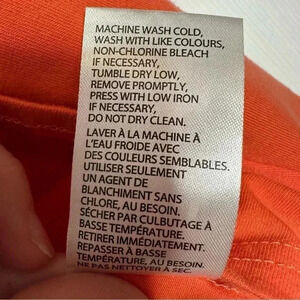 MACHINE WASH COLD,
WASH WITH LIKE COLOURS,
NON-CHLORINE BLEACH
IF NECESSARY,
TUMBLE DRY LOW,
REMOVE PROMPTLY,
PRESS WITH LOW IRON
IF NECESSARY,
DO NOT DRY CLEAN.
LAVER À LA MACHINE À
L'EAU FROIDE AVEC
DES COULEURS SEMBLABLES.
UTILISER SEULEMENT
UN AGENT DE
BLANCHIMENT SANS
CHLORE, AU BESOIN.
SÉCHER PAR CULBUTAGE À
BASSE TEMPÉRATURE.
RETIRER IMMÉDIATEMENT.
REPASSER À BASSE
TEMPÉRATURE, AU BESOIN.
NE PAS NETTOYER À SEC.